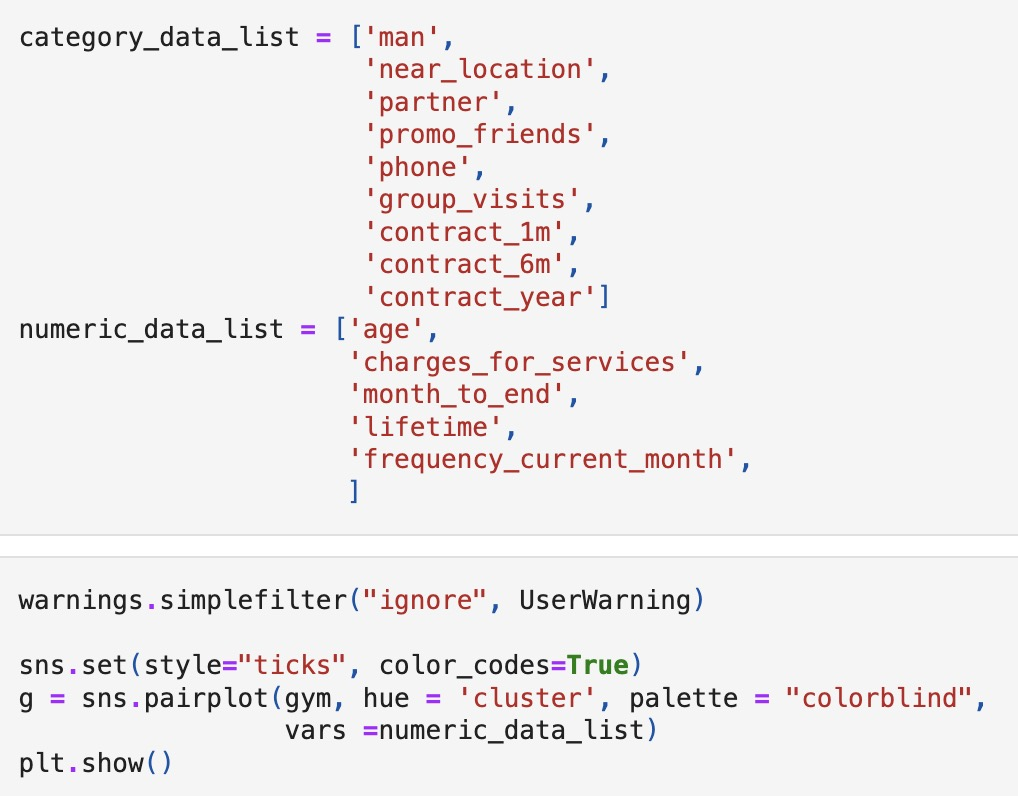 category_data_list = ['man',
                      'near_location',
                      'partner',
                      'promo_friends',
                      'phone',
                      'group_visits',
                      'contract_1m',
                      'contract_6m',
                      'contract_year']
numeric_data_list = ['age',
                     'charges_for_services',
                     'month_to_end',
                     'lifetime',
                     'frequency_current_month',
                     ]
warnings.simplefilter("ignore", UserWarning)
sns.set(style="ticks", color_codes=True)
g = sns.pairplot(gym, hue = 'cluster', palette = "colorblind",
                 vars =numeric_data_list)
plt.show()